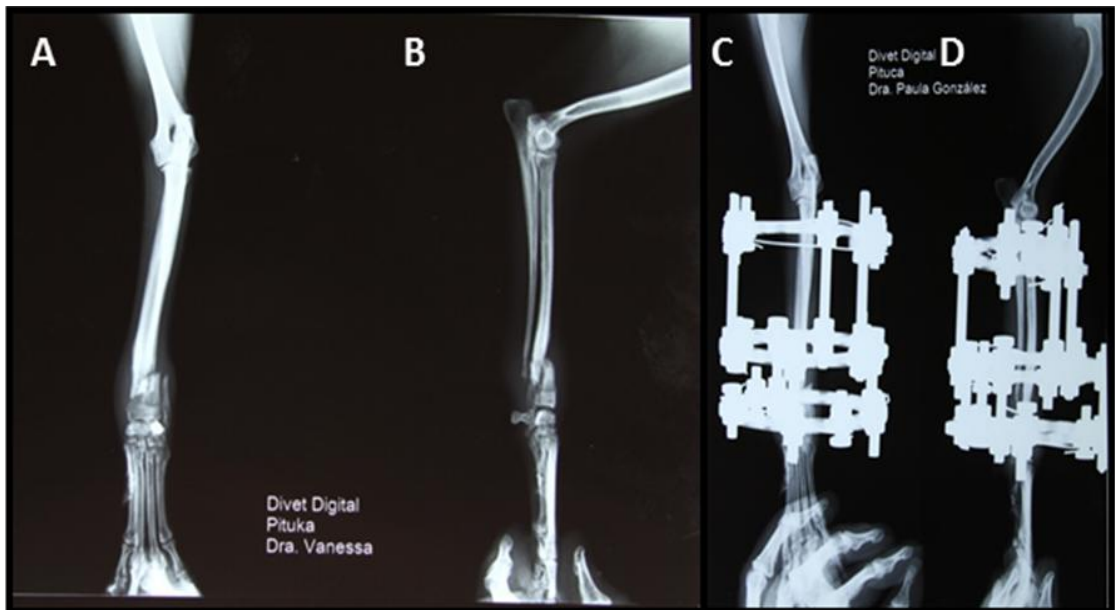 A
B
C
D
Divet Digital
Pituka
Dra. Vanessa
Divet Digital
Pituca
Dra. Paula González